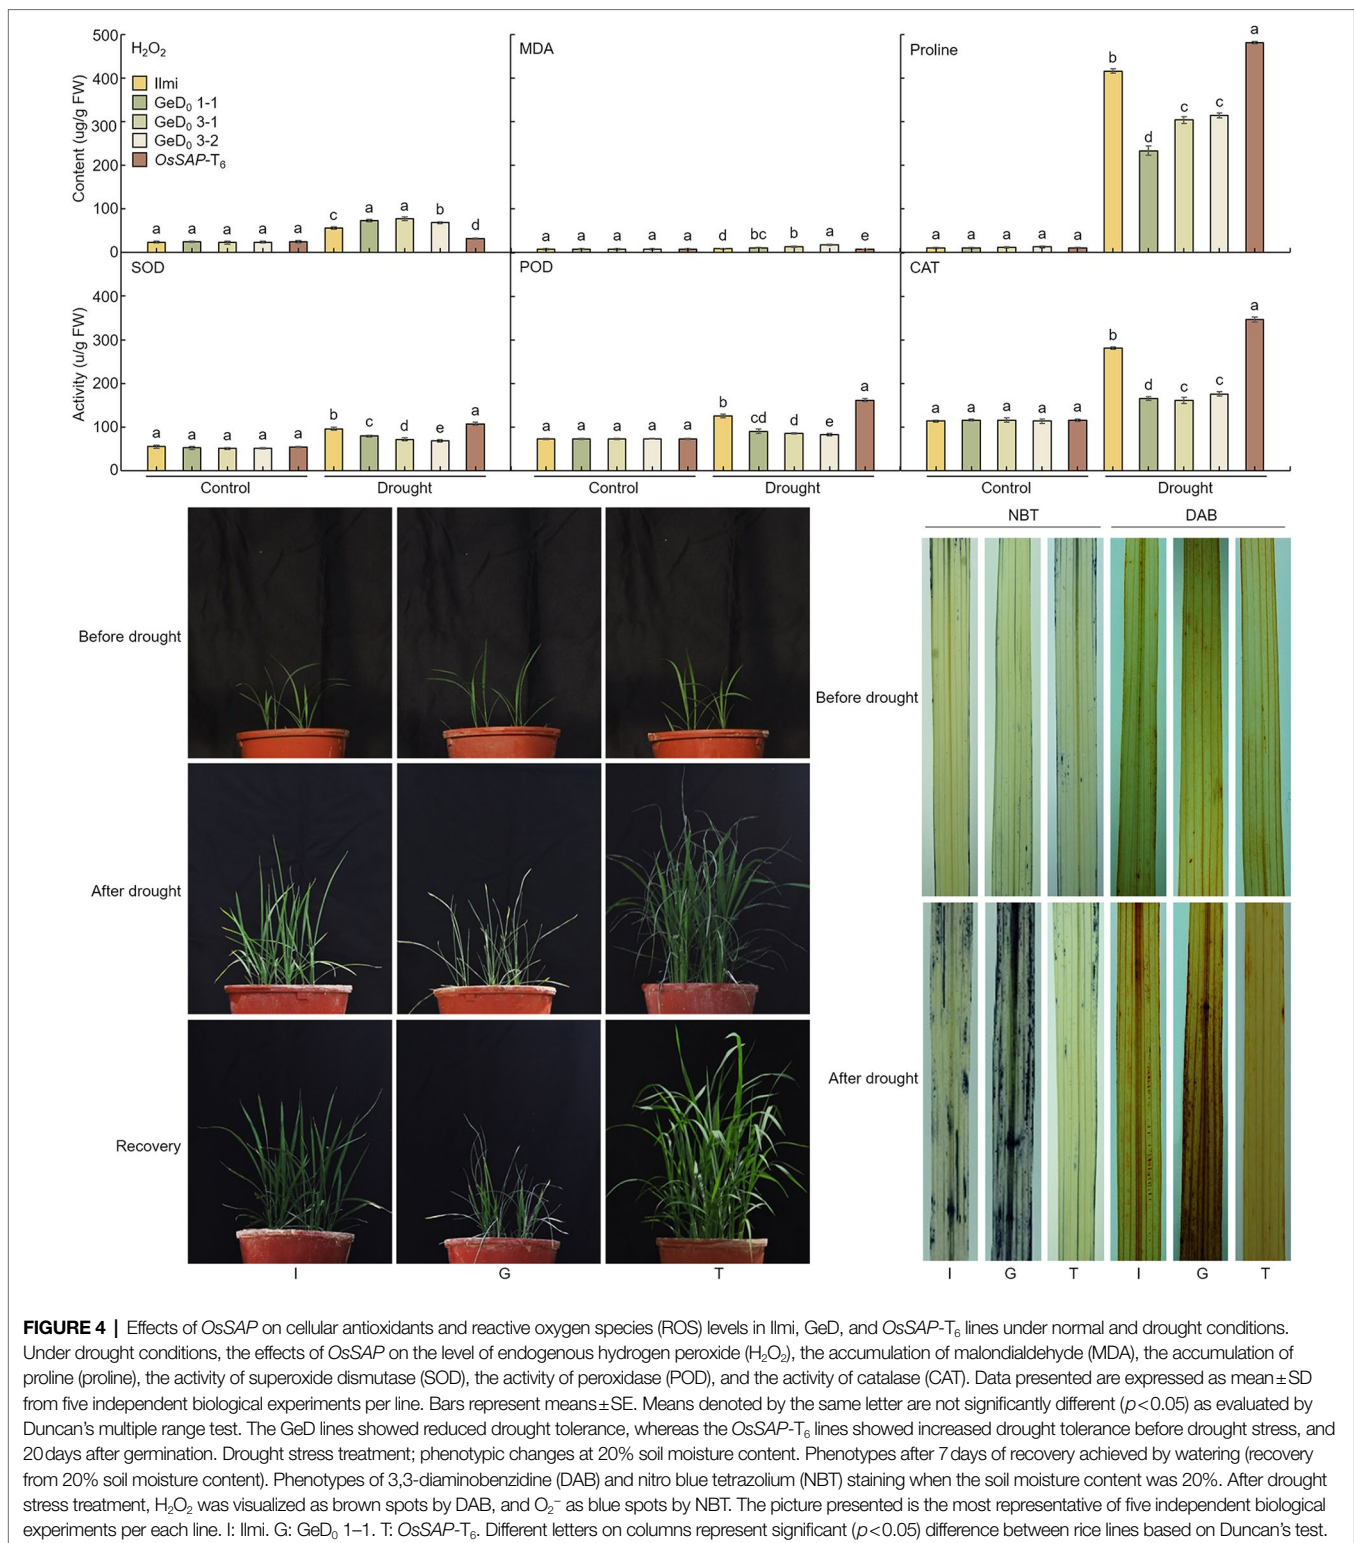 500
400
300
200
100
0
Content (ug/g FW)
H₂O₂
Ilmi
GeD₀ 1-1
GeD₀ 3-1
GeD₀ 3-2
OsSAP-T₆
a a a a a c a a b d
MDA
a a a a a d bc b a e
Proline
a a a a a b d c c a
400
300
200
100
0
Activity (u/g FW)
SOD
a a a a a b c d e a
POD
a a a a a b cd d e a
CAT
a a a a a b d c c a
Control Drought Control Drought Control Drought
Before drought
After drought
Recovery
I G T
NBT DAB
Before drought
After drought
I G T I G T
FIGURE 4 | Effects of OsSAP on cellular antioxidants and reactive oxygen species (ROS) levels in Ilmi, GeD, and OsSAP-T₆ lines under normal and drought conditions.
Under drought conditions, the effects of OsSAP on the level of endogenous hydrogen peroxide (H₂O₂), the accumulation of malondialdehyde (MDA), the accumulation of
proline (proline), the activity of superoxide dismutase (SOD), the activity of peroxidase (POD), and the activity of catalase (CAT). Data presented are expressed as mean±SD
from five independent biological experiments per line. Bars represent means±SE. Means denoted by the same letter are not significantly different (p<0.05) as evaluated by
Duncan's multiple range test. The GeD lines showed reduced drought tolerance, whereas the OsSAP-T₆ lines showed increased drought tolerance before drought stress, and
20 days after germination. Drought stress treatment; phenotypic changes at 20% soil moisture content. Phenotypes after 7 days of recovery achieved by watering (recovery
from 20% soil moisture content). Phenotypes of 3,3-diaminobenzidine (DAB) and nitro blue tetrazolium (NBT) staining when the soil moisture content was 20%. After drought
stress treatment, H₂O₂ was visualized as brown spots by DAB, and O₂⁻ as blue spots by NBT. The picture presented is the most representative of five independent biological
experiments per each line. I: Ilmi. G: GeD₀ 1–1. T: OsSAP-T₆. Different letters on columns represent significant (p<0.05) difference between rice lines based on Duncan's test.